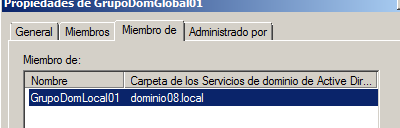 Propiedades de GrupoDomGlobal01
General Miembros Miembro de Administrado por
Miembro de:
Nombre Carpeta de los Servicios de dominio de Active Dir...
GrupoDomLocal01 dominio08.local